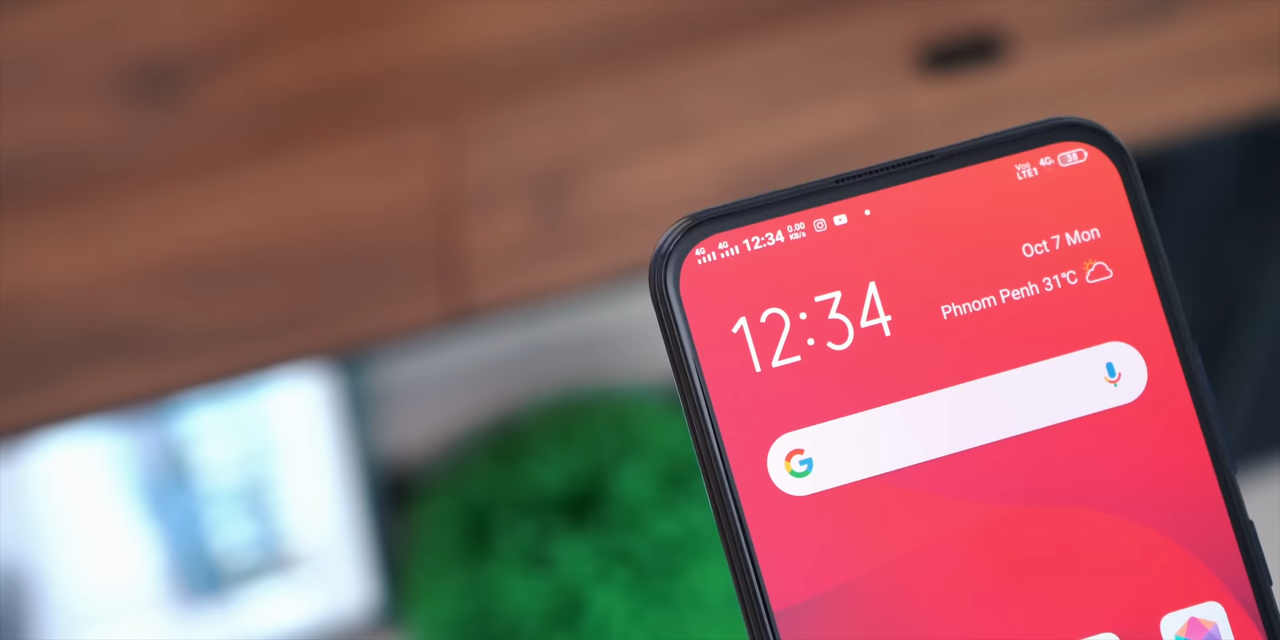 4G 4G 12:34 0.00 KB/s
Vo) LTE1 4G 38
Oct 7 Mon
12:34
Phnom Penh 31°C
G